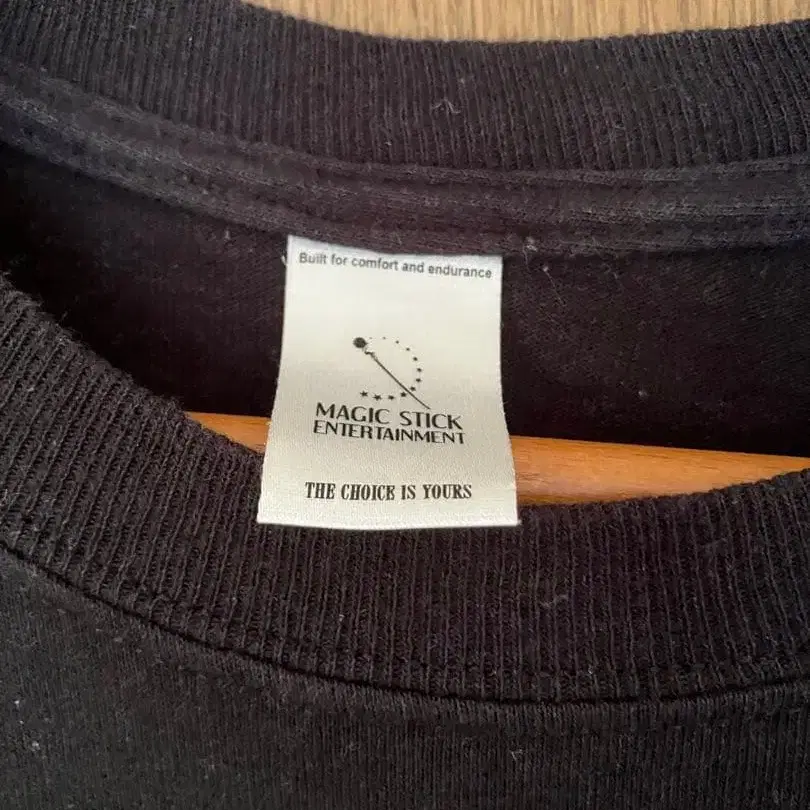 Built for comfort and endurance
MAGIC STICK
ENTERTAINMENT
THE CHOICE IS YOURS